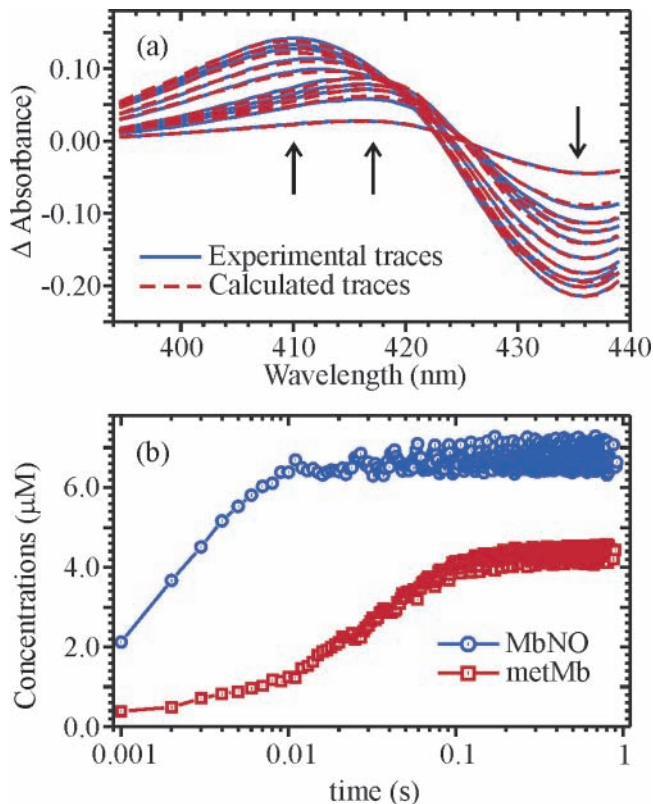 (a)
0.10
0.00
-0.10
-0.20
Δ Absorbance
Experimental traces
Calculated traces
400 410 420 430 440
Wavelength (nm)
(b)
6.0
4.0
2.0
0.0
Concentrations (μM)
MbNO
metMb
0.001 0.01 0.1 1
time (s)